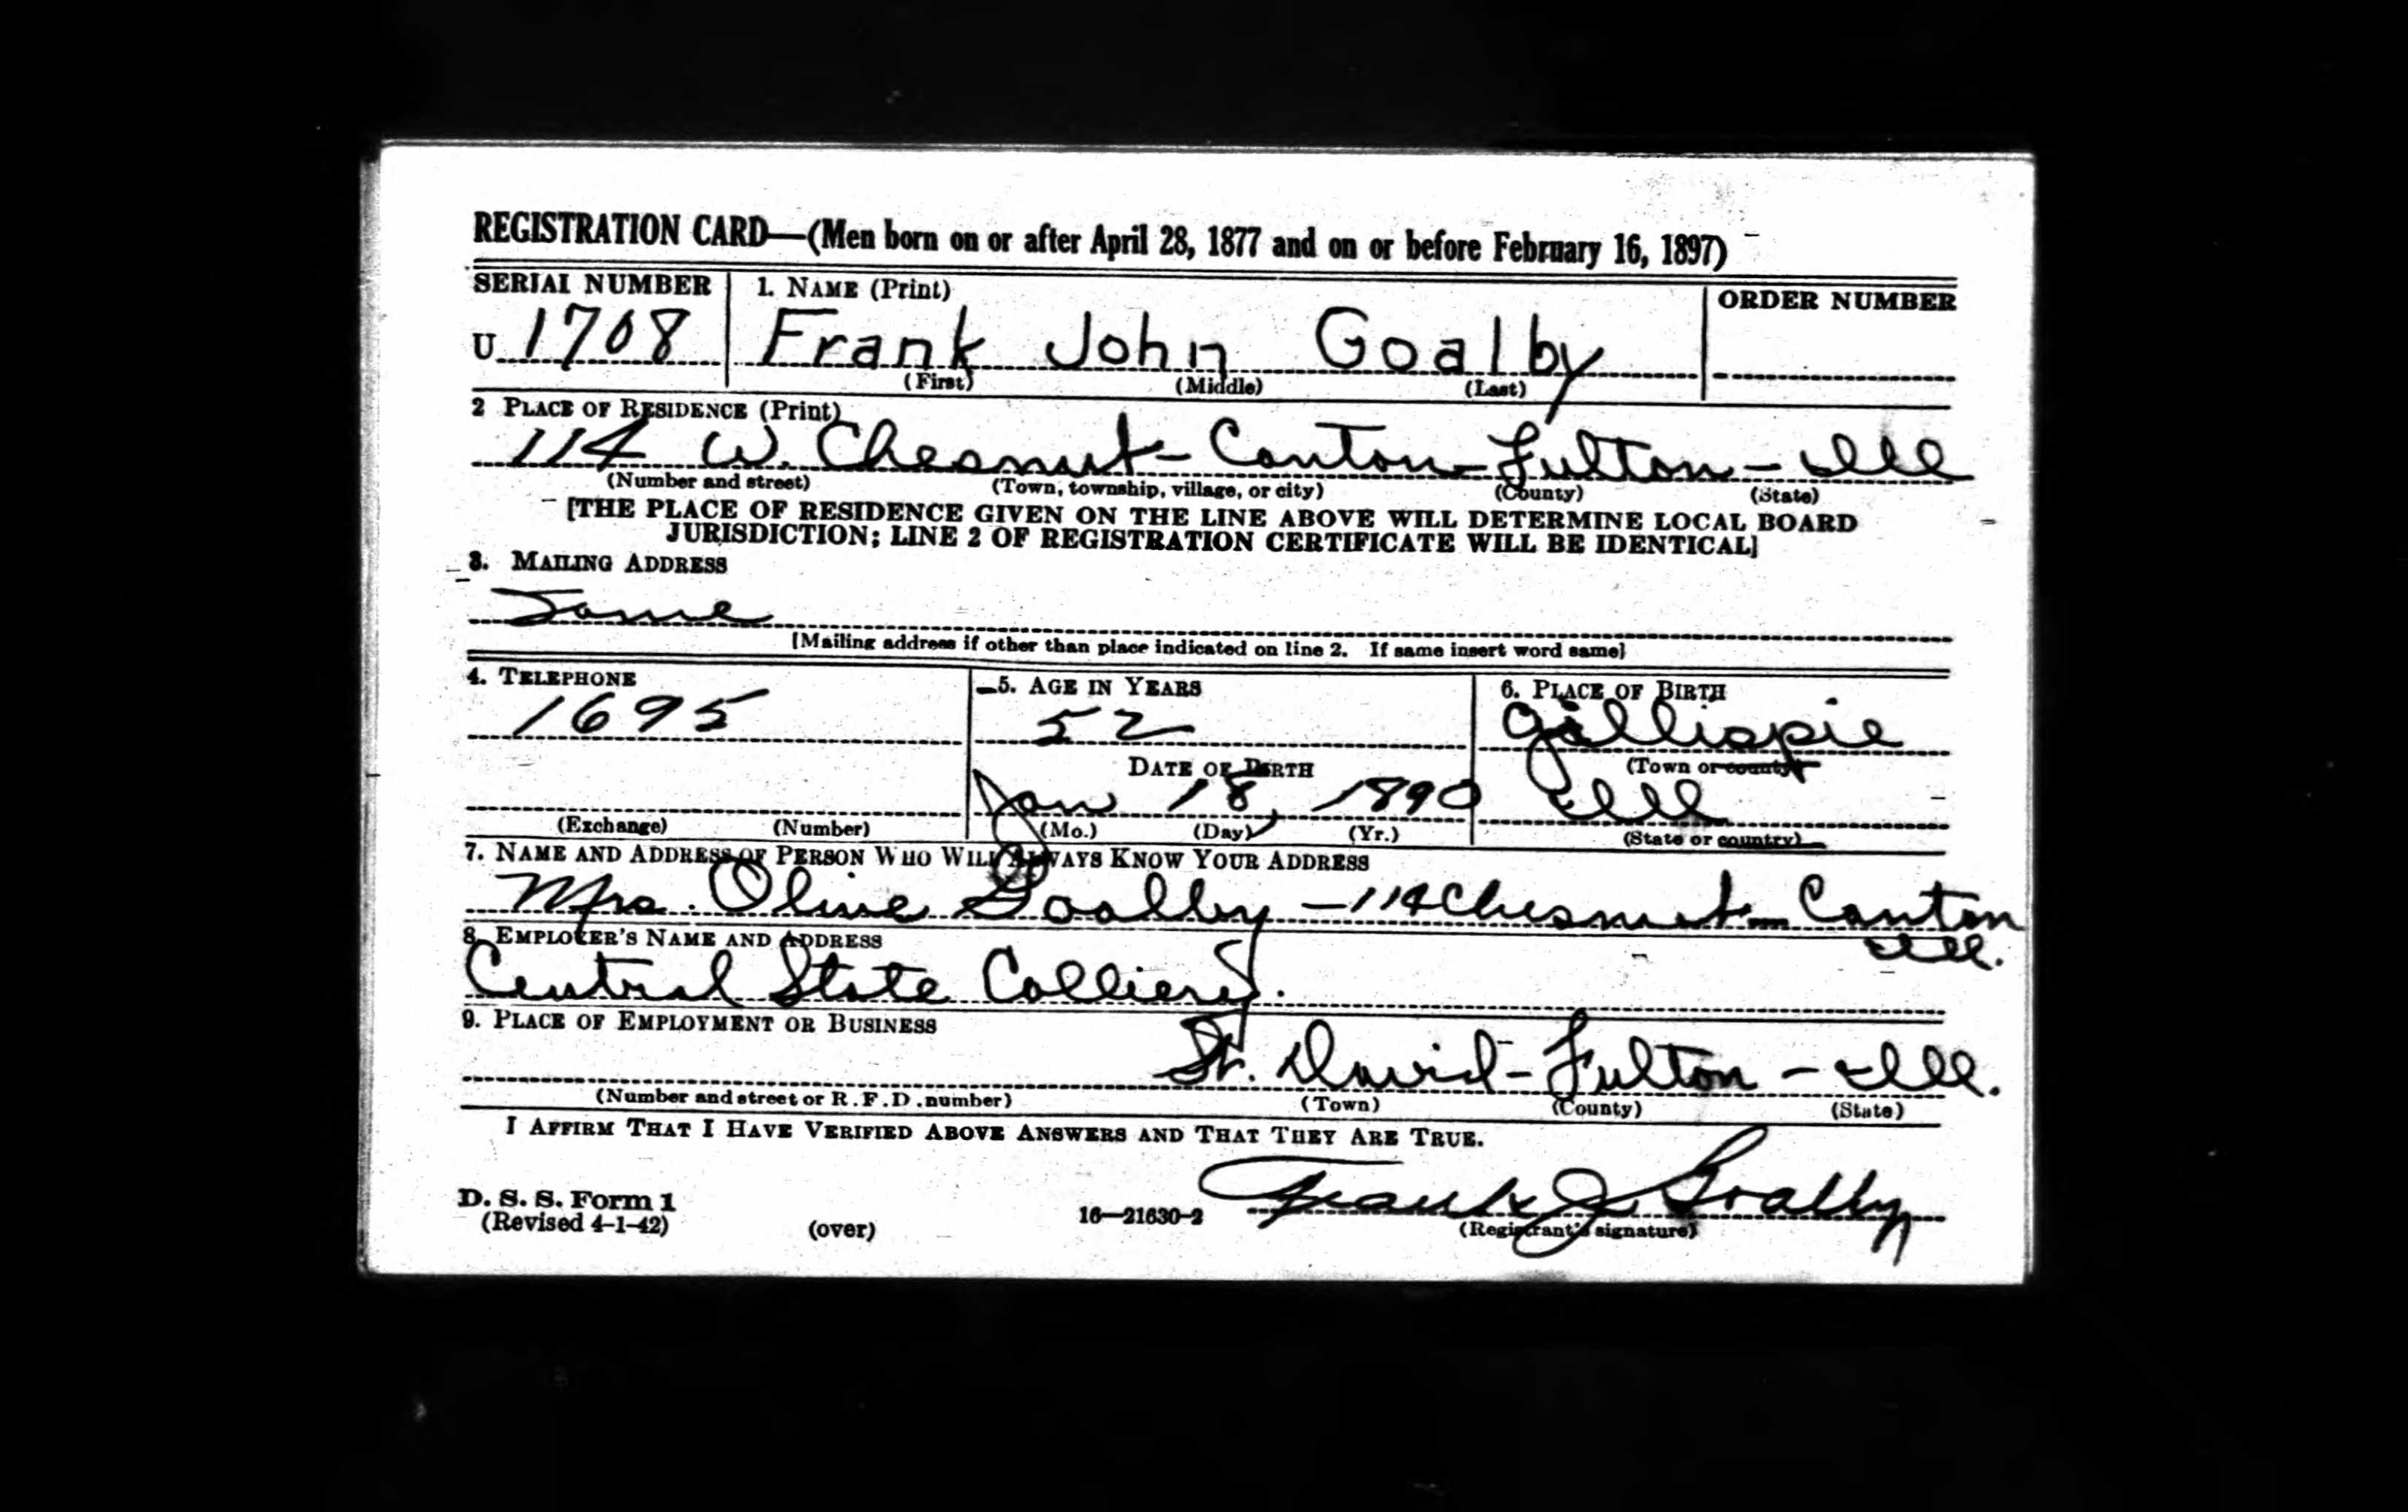 REGISTRATION CARD—(Men born on or after April 28, 1877 and on or before February 16, 1897)
SERIAL NUMBER 1. NAME (Print) ORDER NUMBER
U 1708 Frank John Goalby
(First) (Middle) (Last)
2 PLACE OF RESIDENCE (Print)
114 W. Chesnut - Canton - Fulton - Ill
(Number and street) (Town, township, village, or city) (County) (State)
[THE PLACE OF RESIDENCE GIVEN ON THE LINE ABOVE WILL DETERMINE LOCAL BOARD
JURISDICTION; LINE 2 OF REGISTRATION CERTIFICATE WILL BE IDENTICAL]
3. MAILING ADDRESS
Same
[Mailing address if other than place indicated on line 2. If same insert word same]
4. TELEPHONE 5. AGE IN YEARS 6. PLACE OF BIRTH
1695 52 Gillispie
DATE OF BIRTH (Town or county)
Jan 18, 1890 Ill
(Exchange) (Number) (Mo.) (Day) (Yr.) (State or country)
7. NAME AND ADDRESS OF PERSON WHO WILL ALWAYS KNOW YOUR ADDRESS
Mrs. Olive Goalby - 114 Chesnut - Canton
Ill.
8. EMPLOYER'S NAME AND ADDRESS
Central State Collieries.
9. PLACE OF EMPLOYMENT OR BUSINESS
St. David - Fulton - Ill.
(Number and street or R.F.D. number) (Town) (County) (State)
I AFFIRM THAT I HAVE VERIFIED ABOVE ANSWERS AND THAT THEY ARE TRUE.
Frank J Goalby
D. S. S. Form 1
(Revised 4-1-42) (over) 16—21630-2 (Registrant's signature)